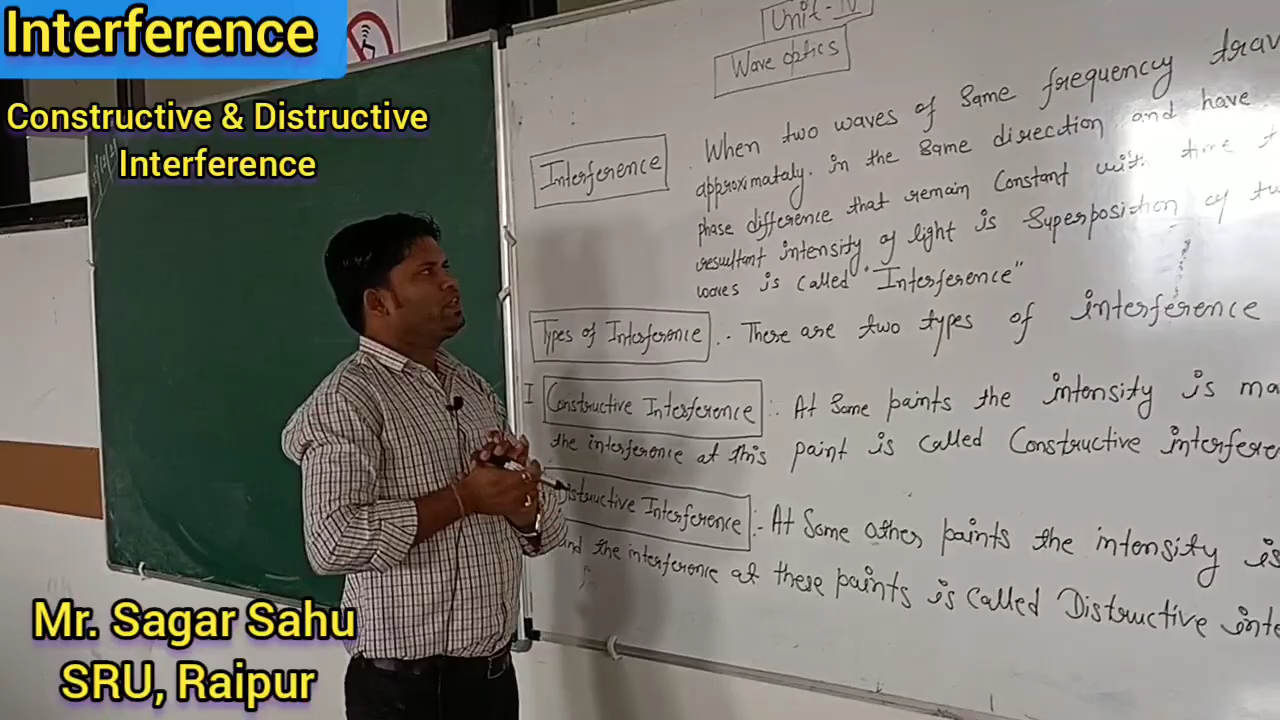 Interference
Constructive & Distructive
Interference
Unit - IV
Wave optics
Interference
When two waves of Same frequency trav
approximataly. in the same direction and have
phase difference that remain Constant with time
resultant intensity of light is Superposition of tw
waves is called "Interference"
Types of Interference :- There are two types of interference
I Constructive Interference :- At Some paints the intensity is ma
the interference at this paint is called Constructive interfere
Distructive Interference :- At Some other paints the intensity is
and the interference at these paints is called Distructive inte
Mr. Sagar Sahu
SRU, Raipur